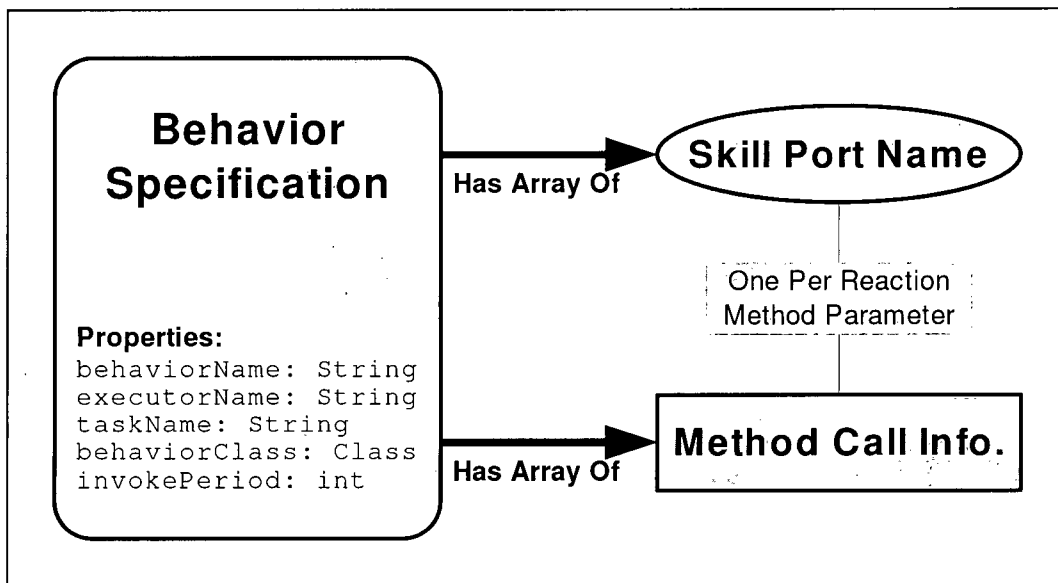 Behavior
Specification
Properties:
behaviorName: String
executorName: String
taskName: String
behaviorClass: Class
invokePeriod: int
Has Array Of
Skill Port Name
One Per Reaction
Method Parameter
Has Array Of
Method Call Info.